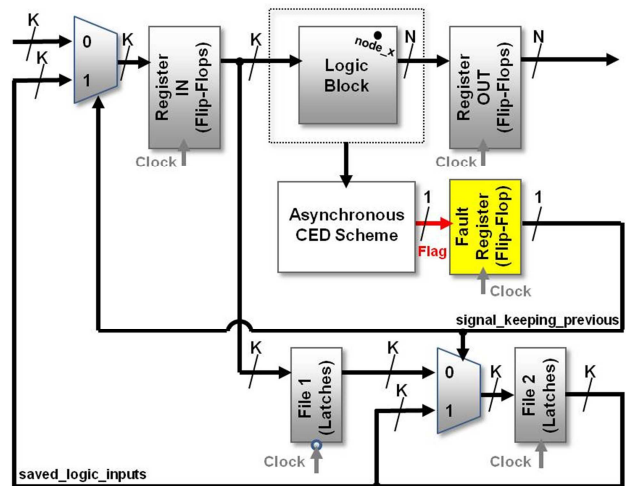 K
K
0
1
K
Register
IN
(Flip-Flops)
Clock
K
node_x
Logic
Block
N
Register
OUT
(Flip-Flops)
Clock
N
Asynchronous
CED Scheme
1
Flag
Fault
Register
(Flip-Flop)
Clock
1
signal_keeping_previous
K
File 1
(Latches)
Clock
K
K
0
1
K
File 2
(Latches)
Clock
K
saved_logic_inputs